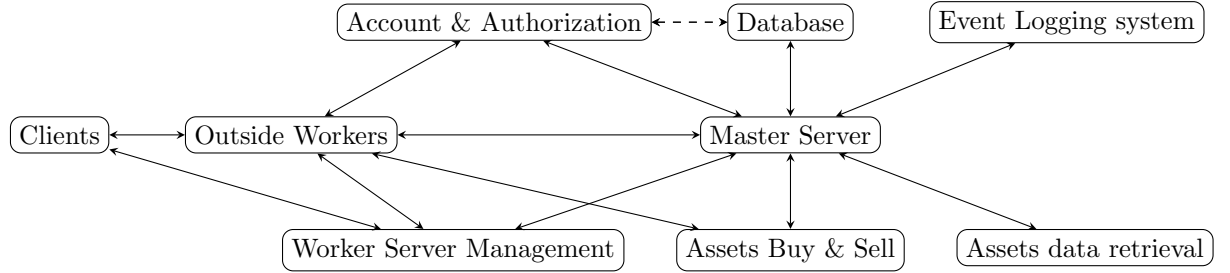 Account & Authorization
Database
Event Logging system
Clients
Outside Workers
Master Server
Worker Server Management
Assets Buy & Sell
Assets data retrieval